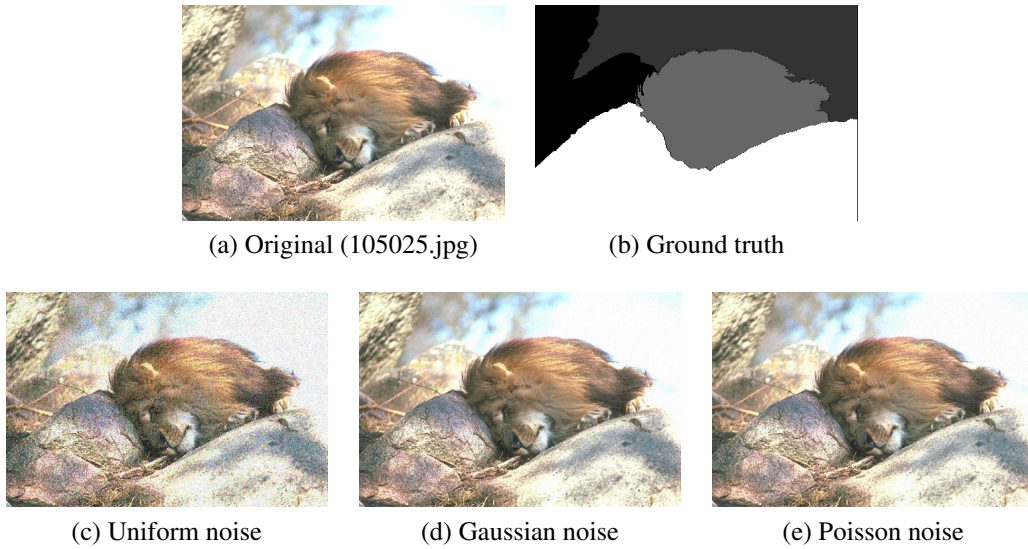 (a) Original (105025.jpg)
(b) Ground truth
(c) Uniform noise
(d) Gaussian noise
(e) Poisson noise